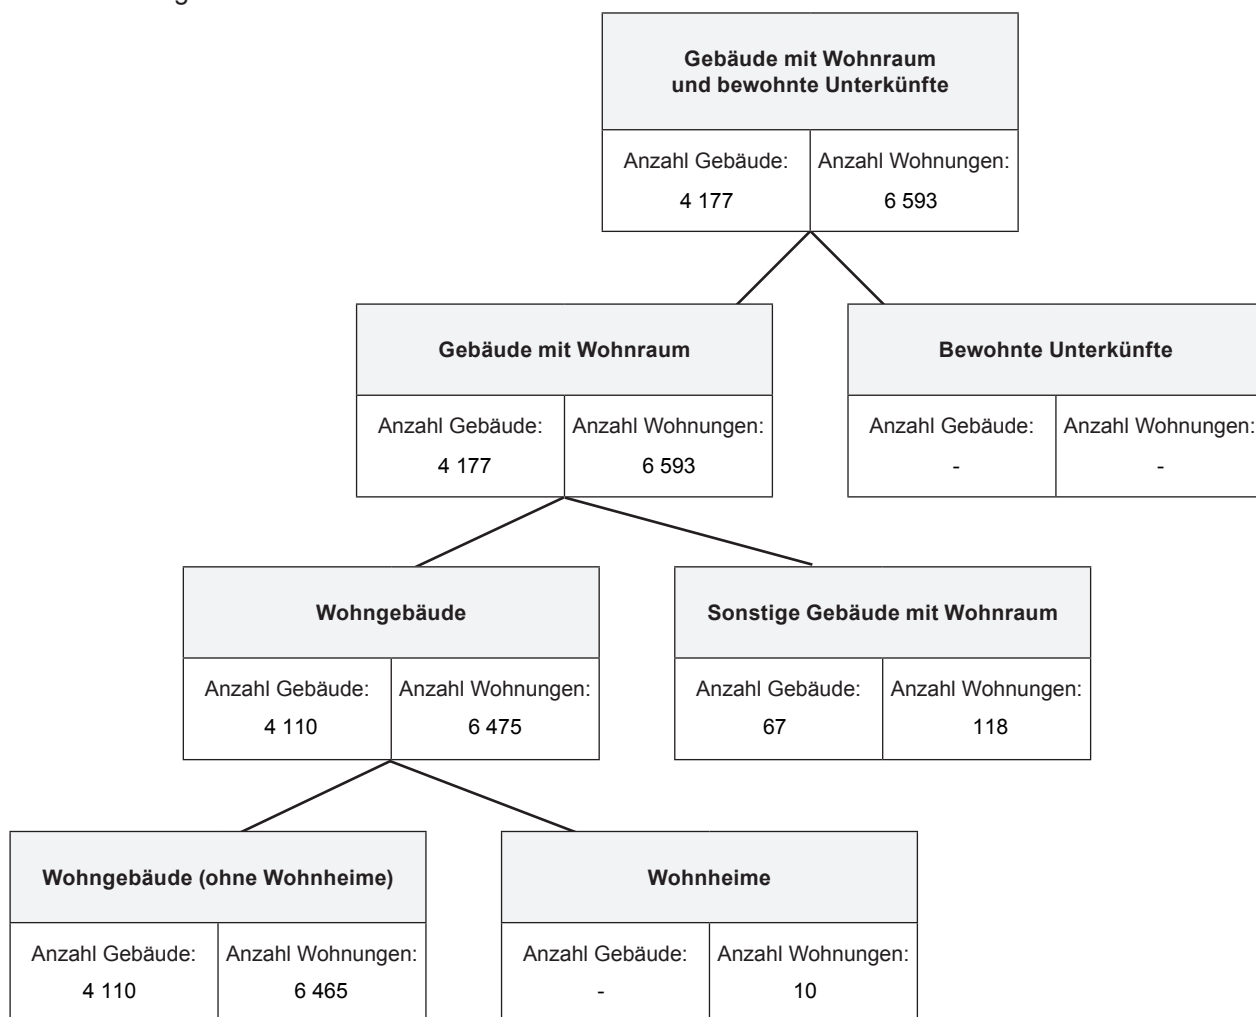 Gebäude mit Wohnraum
und bewohnte Unterkünfte
Anzahl Gebäude: Anzahl Wohnungen:
4 177 6 593
Gebäude mit Wohnraum
Anzahl Gebäude: Anzahl Wohnungen:
4 177 6 593
Bewohnte Unterkünfte
Anzahl Gebäude: Anzahl Wohnungen:
- -
Wohngebäude
Anzahl Gebäude: Anzahl Wohnungen:
4 110 6 475
Sonstige Gebäude mit Wohnraum
Anzahl Gebäude: Anzahl Wohnungen:
67 118
Wohngebäude (ohne Wohnheime)
Anzahl Gebäude: Anzahl Wohnungen:
4 110 6 465
Wohnheime
Anzahl Gebäude: Anzahl Wohnungen:
- 10